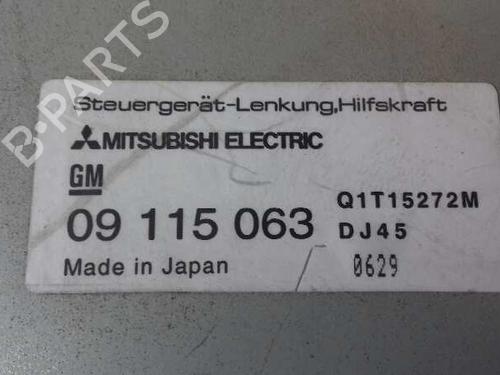 B-PARTS
Steuergerät-Lenkung,Hilfskraft
MITSUBISHI ELECTRIC
GM
09 115 063
Q1T15272M
DJ45
Made in Japan
0629